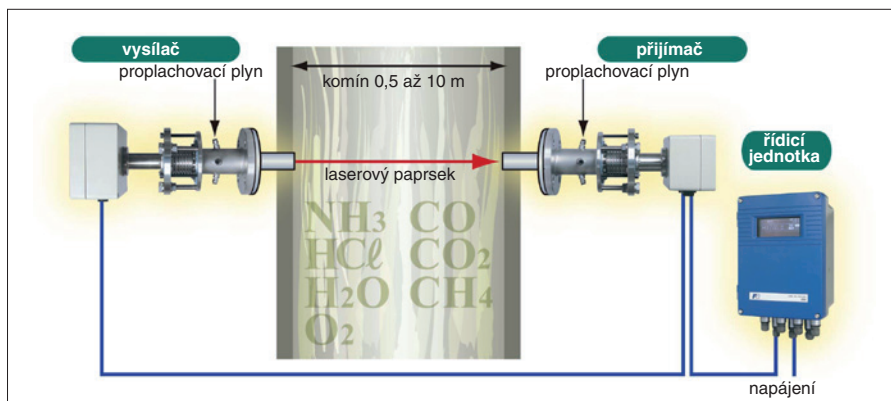 vysílač
proplachovací plyn
komín 0,5 až 10 m
přijímač
proplachovací plyn
řídicí
jednotka
laserový paprsek
NH3 CO
HCℓ CO2
H2O CH4
O2
napájení